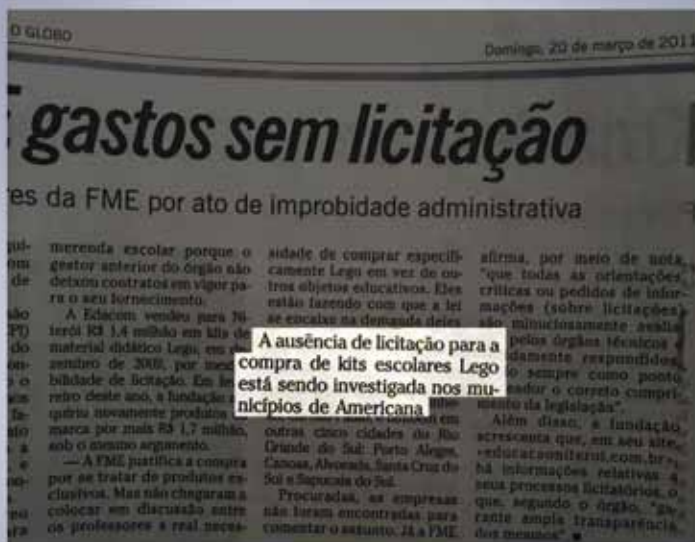 O GLOBO
Domingo, 20 de março de 2011
gastos sem licitação
res da FME por ato de improbidade administrativa
merenda escolar porque o
gestor anterior do órgão não
deixou contratos em vigor pa-
ra o seu fornecimento.
A Edacom vendeu para Ni-
terói R$ 1,4 milhão em kits de
material didático Lego, em
zembro de 2009, por
bilidade de licitação. Em
reiro deste ano, a fundação
quiriu novamente produtos
marca por mais R$ 1,7 milhão,
sob o mesmo argumento.
— A FME justifica a compra
por se tratar de produtos ex-
clusivos. Mas não chegaram a
colocar em discussão entre
os professores a real neces-
sidade de comprar especifi-
camente Lego em vez de ou-
tros objetos educativos. Eles
estão fazendo com que a lei
se encaixe na demanda deles
A ausência de licitação para a
compra de kits escolares Lego
está sendo investigada nos mu-
nicípios de Americana
outras cinco cidades do Rio
Grande do Sul: Porto Alegre,
Canoas, Alvorada, Santa Cruz do
Sul e Sapucaia do Sul.
Procuradas, as empresas
não foram encontradas para
comentar o assunto. Já a FME
afirma, por meio de nota,
"que todas as orientações,
críticas ou pedidos de infor-
mações (sobre licitações)
são minuciosamente avalia
pelos órgãos técnicos e
damente respondidos,
sempre como ponto
ador o correto cumpri-
mento da legislação".
Além disso, a fundação
acrescenta que, em seu site,
há informações relativas a
seus processos licitatórios, o
que, segundo o órgão, "ga-
rante ampla transparência
dos mesmos". ■